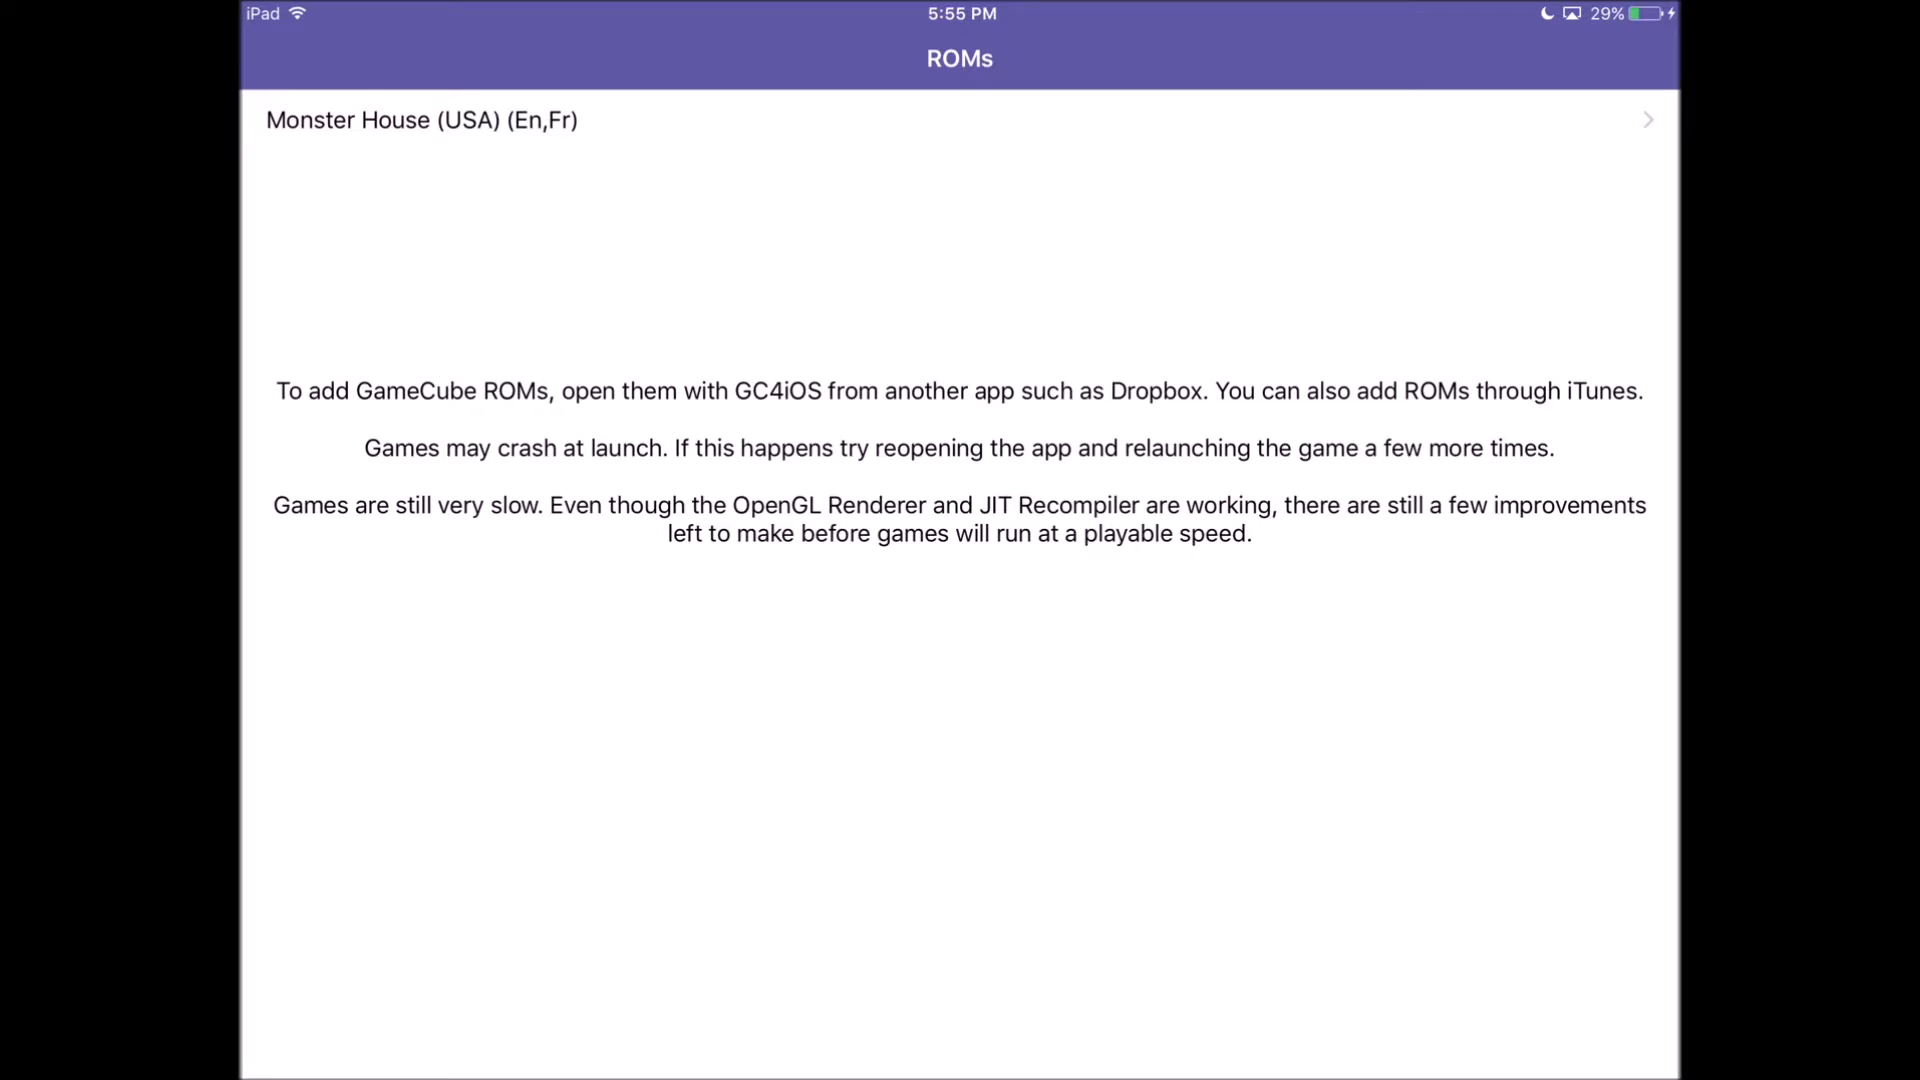 iPad
5:55 PM
29%
ROMs
Monster House (USA) (En,Fr)
To add GameCube ROMs, open them with GC4iOS from another app such as Dropbox. You can also add ROMs through iTunes.
Games may crash at launch. If this happens try reopening the app and relaunching the game a few more times.
Games are still very slow. Even though the OpenGL Renderer and JIT Recompiler are working, there are still a few improvements
left to make before games will run at a playable speed.